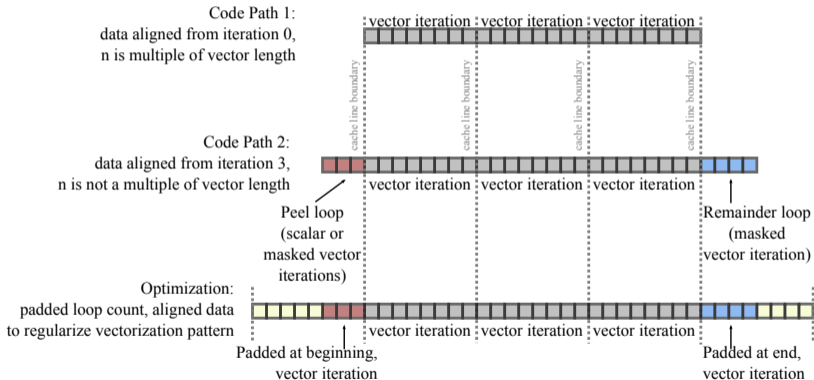 Code Path 1:
data aligned from iteration 0,
n is multiple of vector length
vector iteration vector iteration vector iteration
cache line boundary
cache line boundary
cache line boundary
cache line boundary
Code Path 2:
data aligned from iteration 3,
n is not a multiple of vector length
vector iteration vector iteration vector iteration
Peel loop
(scalar or
masked vector
iterations)
Remainder loop
(masked
vector iteration)
Optimization:
padded loop count, aligned data
to regularize vectorization pattern
vector iteration vector iteration vector iteration
Padded at beginning,
vector iteration
Padded at end,
vector iteration